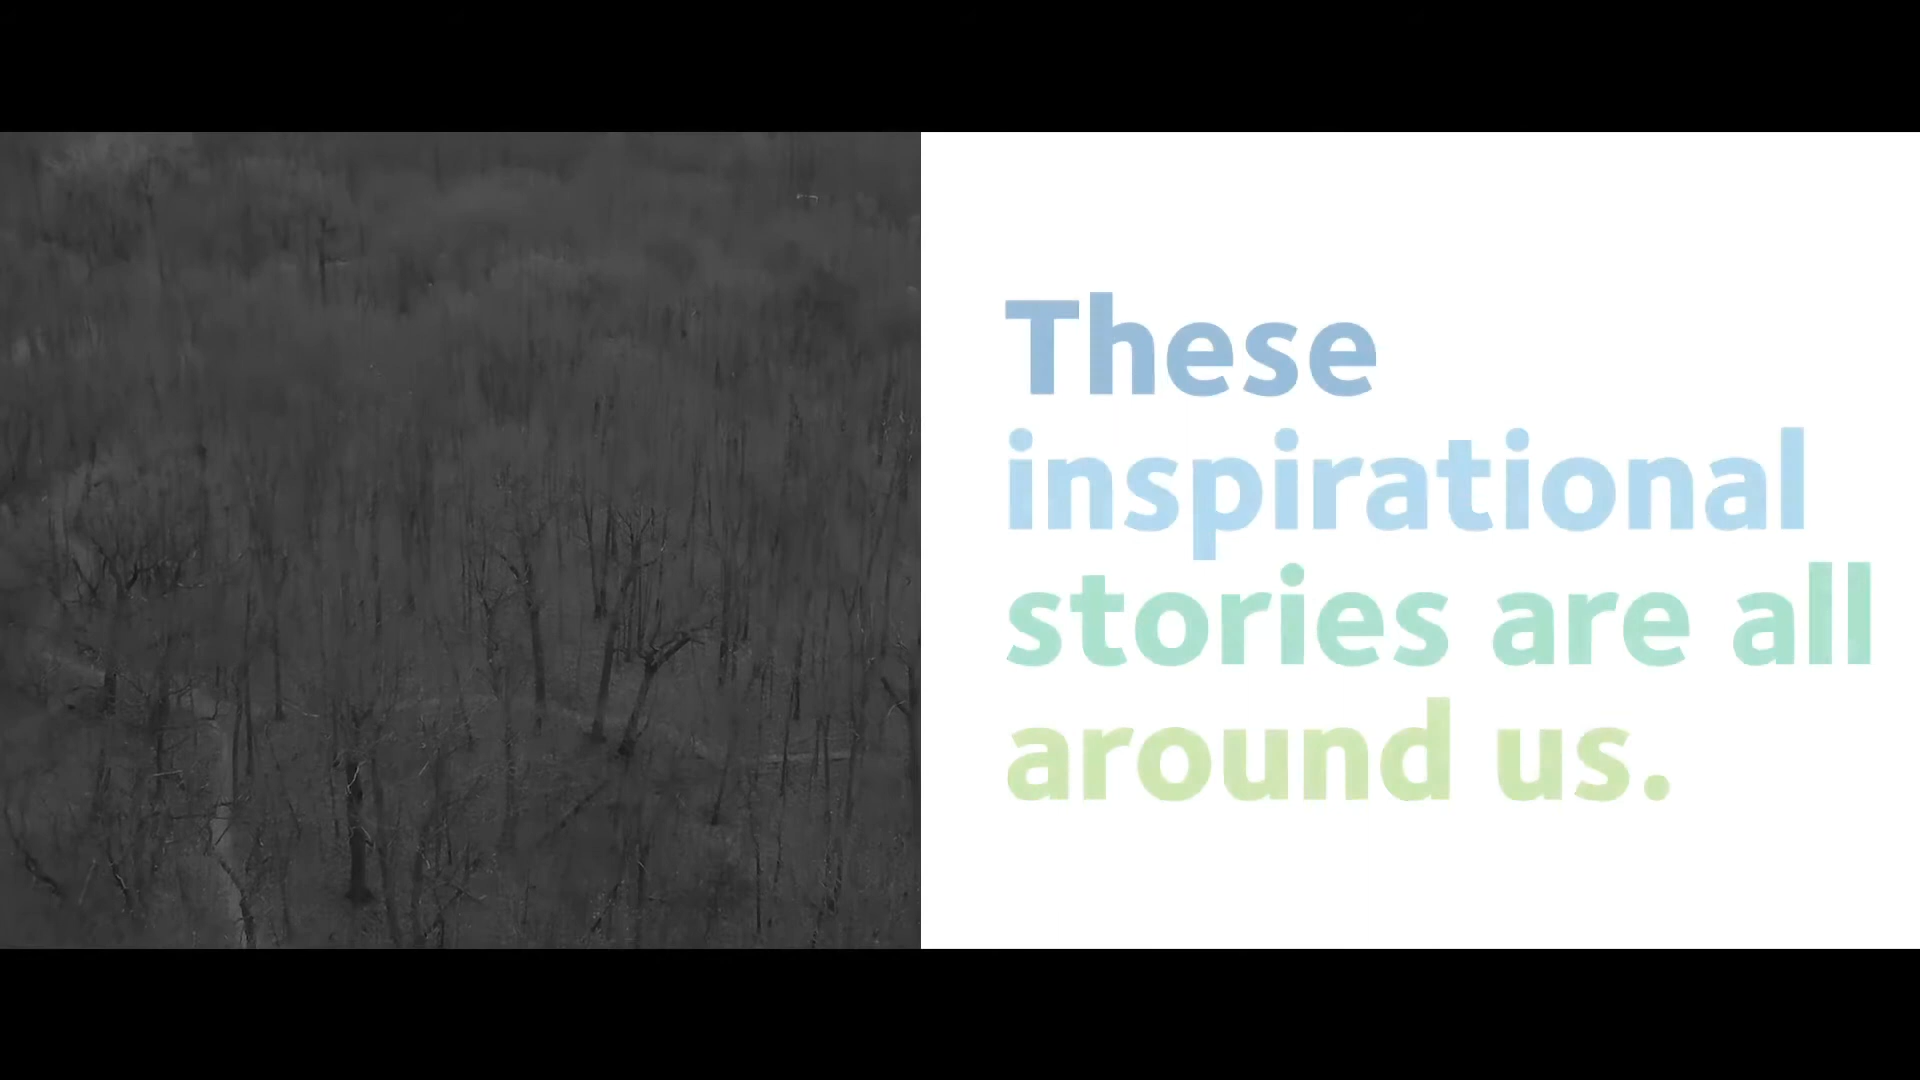 These
inspirational
stories are all
around us.